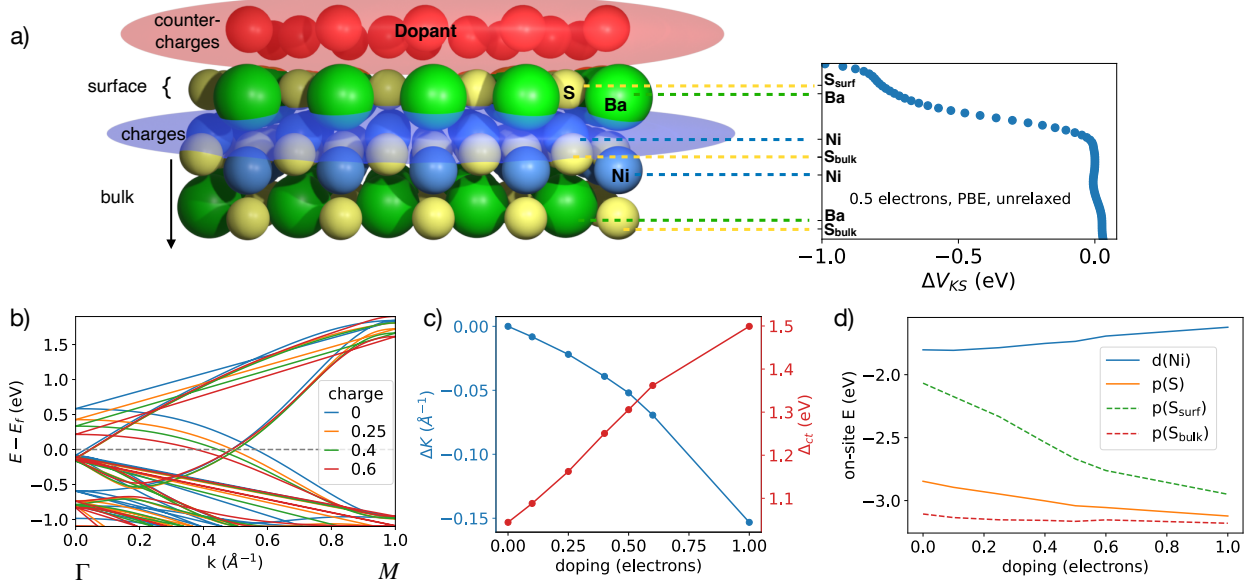 a)
counter-
charges
Dopant
surface {
S
Ba
charges
Ni
bulk
S_surf
Ba
Ni
S_bulk
Ni
Ba
S_bulk
0.5 electrons, PBE, unrelaxed
−1.0 −0.5 0.0
ΔV_KS (eV)
b)
E − E_f (eV)
1.5
1.0
0.5
0.0
−0.5
−1.0
charge
0
0.25
0.4
0.6
0.0 0.2 0.4 0.6 0.8 1.0
k (Å⁻¹)
Γ M
c)
ΔK (Å⁻¹)
0.00
−0.05
−0.10
−0.15
1.5
1.4
1.3
1.2
1.1
Δ_ct (eV)
0.00 0.25 0.50 0.75 1.00
doping (electrons)
d)
on-site E (eV)
−2.0
−2.5
−3.0
d(Ni)
p(S)
p(S_surf)
p(S_bulk)
0.0 0.2 0.4 0.6 0.8 1.0
doping (electrons)